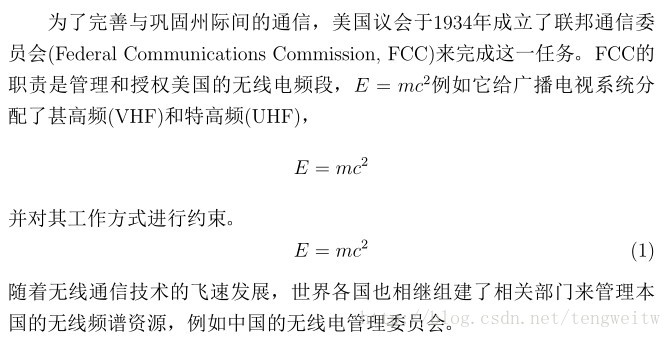 为了完善与巩固州际间的通信，美国议会于1934年成立了联邦通信委
员会(Federal Communications Commission, FCC)来完成这一任务。FCC的
职责是管理和授权美国的无线电频段，E = mc²例如它给广播电视系统分
配了甚高频(VHF)和特高频(UHF)，
E = mc²
并对其工作方式进行约束。
E = mc² (1)
随着无线通信技术的飞速发展，世界各国也相继组建了相关部门来管理本
国的无线频谱资源，例如中国的无线电管理委员会。
https://blog.csdn.net/tengweitw